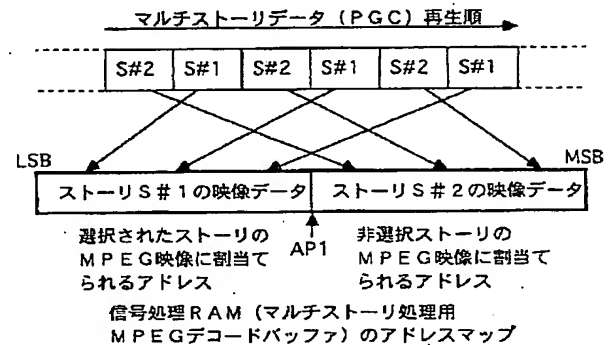 マルチストーリデータ（PGC）再生順
S#2 S#1 S#2 S#1 S#2 S#1
LSB MSB
ストーリS＃1の映像データ ストーリS＃2の映像データ
選択されたストーリの
MPEG映像に割当て
られるアドレス
AP1
非選択ストーリの
MPEG映像に割当て
られるアドレス
信号処理RAM（マルチストーリ処理用
MPEGデコードバッファ）のアドレスマップ